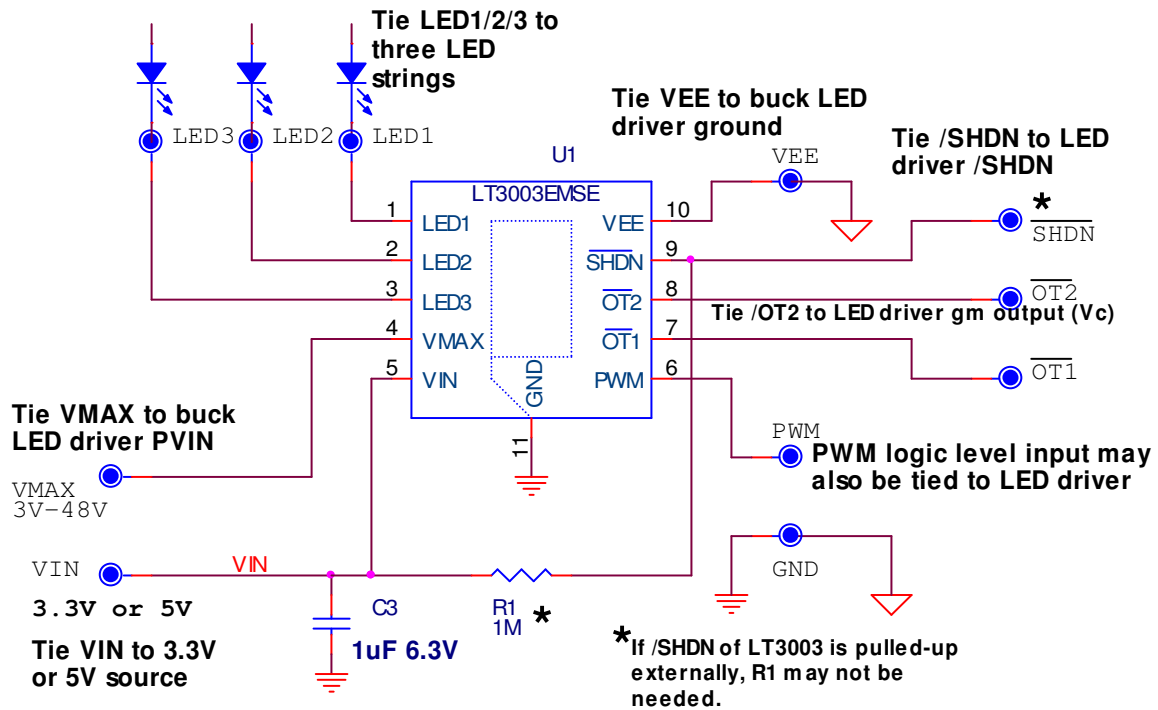 Tie LED1/2/3 to
three LED
strings
LED3
LED2
LED1
Tie VEE to buck LED
driver ground
VEE
Tie /SHDN to LED
driver /SHDN
*
SHDN
U1
LT3003EMSE
1
LED1
2
LED2
3
LED3
4
VMAX
5
VIN
10
VEE
9
SHDN
8
OT2
7
OT1
6
PWM
GND
11
OT2
Tie /OT2 to LED driver gm output (Vc)
OT1
Tie VMAX to buck
LED driver PVIN
VMAX
3V-48V
PWM
PWM logic level input may
also be tied to LED driver
VIN
VIN
3.3V or 5V
Tie VIN to 3.3V
or 5V source
C3
1uF 6.3V
R1
1M
*
GND
*If /SHDN of LT3003 is pulled-up
externally, R1 may not be
needed.